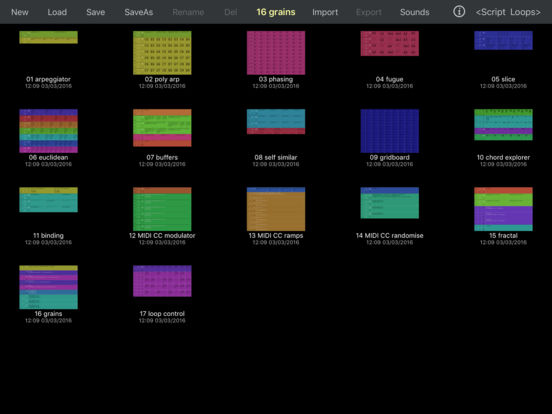 New Load Save SaveAs Rename Del 16 grains Import Export Sounds i <Script Loops>
01 arpeggiator 02 poly arp 03 phasing 04 fugue 05 slice
12:09 03/03/2016 12:09 03/03/2016 12:09 03/03/2016 12:09 03/03/2016 12:09 03/03/2016
06 euclidean 07 buffers 08 self similar 09 gridboard 10 chord explorer
12:09 03/03/2016 12:09 03/03/2016 12:09 03/03/2016 12:09 03/03/2016 12:09 03/03/2016
11 binding 12 MIDI CC modulator 13 MIDI CC ramps 14 MIDI CC randomise 15 fractal
12:09 03/03/2016 12:09 03/03/2016 12:09 03/03/2016 12:09 03/03/2016 12:09 03/03/2016
16 grains 17 loop control
12:09 03/03/2016 12:09 03/03/2016